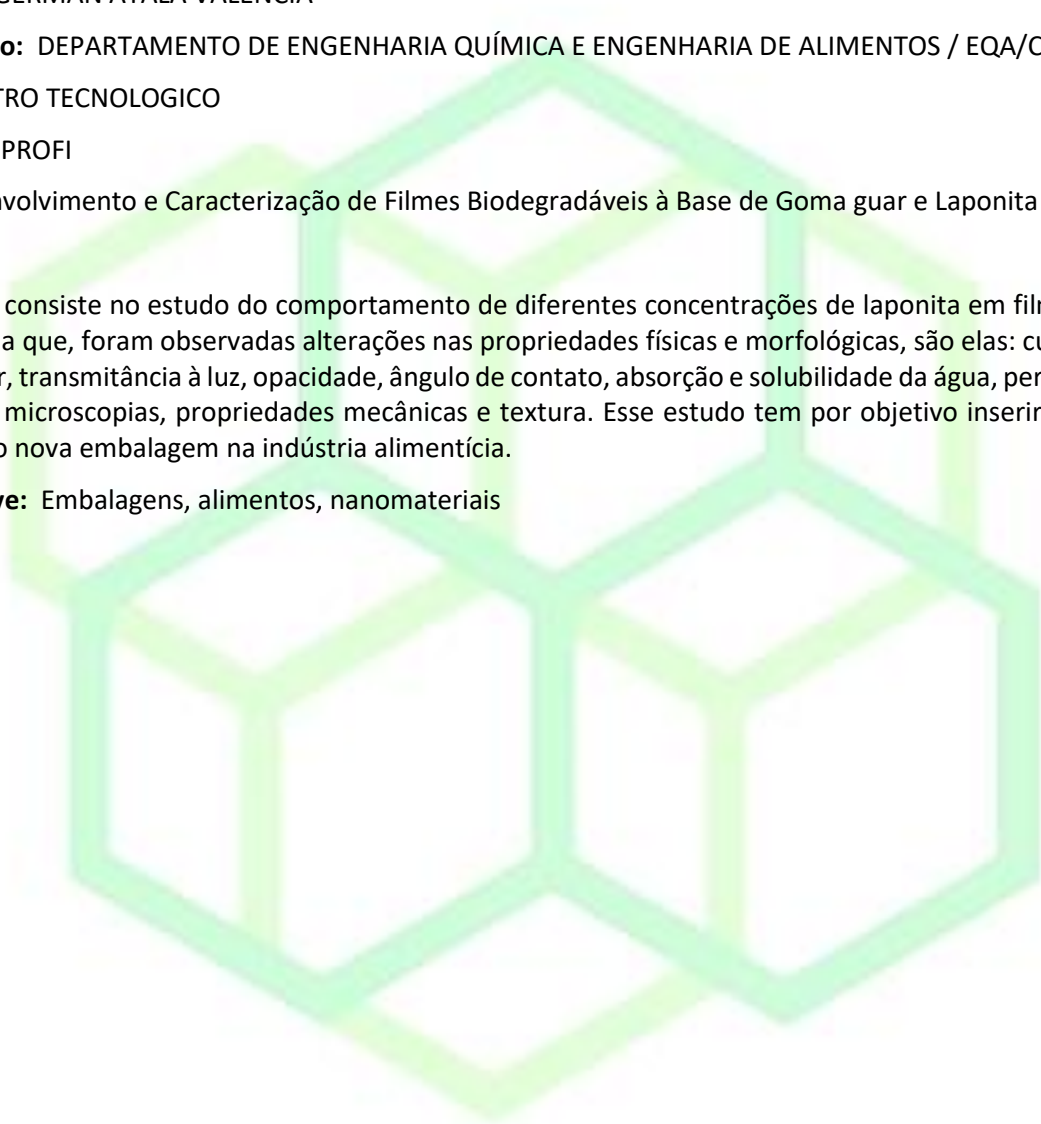 GERMAN AYALA VALENCIA
o: DEPARTAMENTO DE ENGENHARIA QUÍMICA E ENGENHARIA DE ALIMENTOS / EQA/C
TRO TECNOLOGICO
PROFI
volvimento e Caracterização de Filmes Biodegradáveis à Base de Goma guar e Laponita
consiste no estudo do comportamento de diferentes concentrações de laponita em fil
a que, foram observadas alterações nas propriedades físicas e morfológicas, são elas: cu
r, transmitância à luz, opacidade, ângulo de contato, absorção e solubilidade da água, per
microscopias, propriedades mecânicas e textura. Esse estudo tem por objetivo inserir
o nova embalagem na indústria alimentícia.
ve: Embalagens, alimentos, nanomateriais